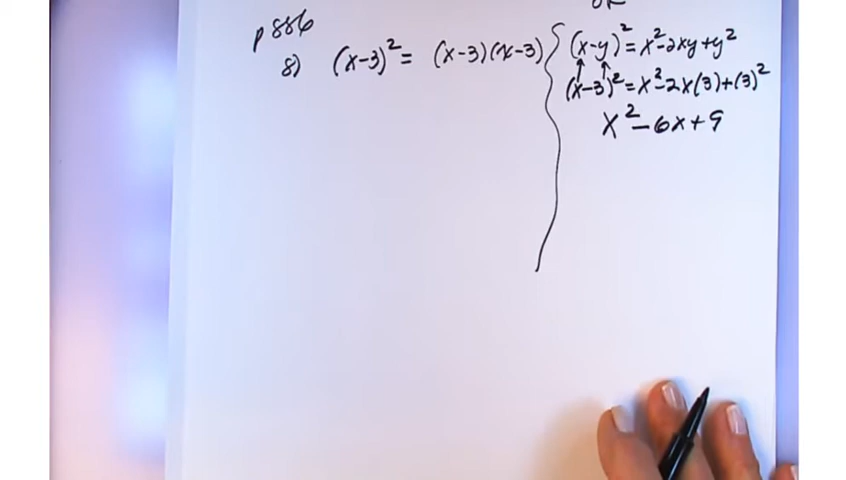 OR
p 886
8) (x-3)² = (x-3)(x-3)
(x-y)² = x²-2xy+y²
(x-3)² = x²-2x(3)+(3)²
x²-6x+9